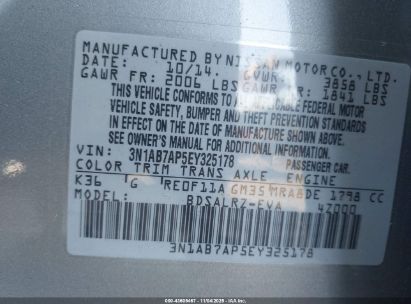 MANUFACTURED BY NISSAN MOTOR CO., LTD.
DATE: 10/14. GVWR: 3858 LBS
GAWR FR: 2006 LBS GAWR RR: 1841 LBS
THIS VEHICLE CONFORMS TO ALL APPLICABLE FEDERAL MOTOR
VEHICLE SAFETY, BUMPER, AND THEFT PREVENTION STANDARDS
IN EFFECT ON THE DATE OF MANUFACTURE SHOWN ABOVE.
SEE OWNER'S MANUAL FOR ADDITIONAL INFORMATION.
VIN: 3N1AB7AP5EY325178 PASSENGER CAR.
COLOR TRIM TRANS AXLE ENGINE
K36 G RE0F11A GM35 MRA8DE 1798 CC
MODEL: BDSALRZ-EVA 4Z000
3N1AB7AP5EY325178